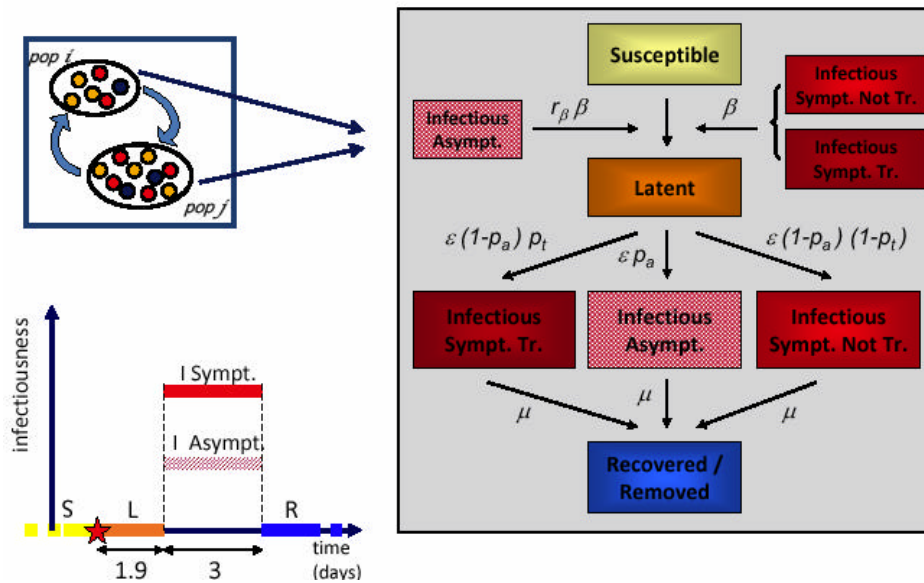 pop i
pop j
Susceptible
Infectious
Asympt.
rβ β
β
Infectious
Sympt. Not Tr.
Infectious
Sympt. Tr.
Latent
ε (1-pa) pt
ε pa
ε (1-pa) (1-pt)
Infectious
Sympt. Tr.
Infectious
Asympt.
Infectious
Sympt. Not Tr.
μ
μ
μ
Recovered /
Removed
infectiousness
I Sympt.
I Asympt.
S
L
R
time
(days)
1.9
3